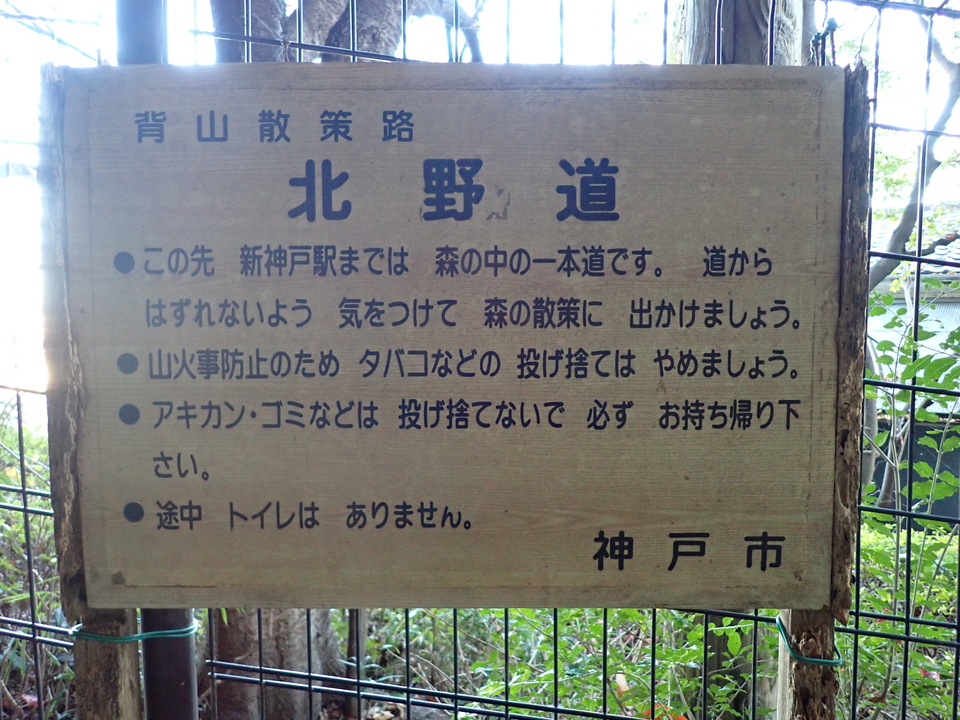 背山散策路
北野道
●この先　新神戸駅までは　森の中の一本道です。　道から
はずれないよう　気をつけて　森の散策に　出かけましょう。
●山火事防止のため　タバコなどの　投げ捨ては　やめましょう。
●アキカン・ゴミなどは　投げ捨てないで　必ず　お持ち帰り下
さい。
●途中　トイレは　ありません。
神戸市